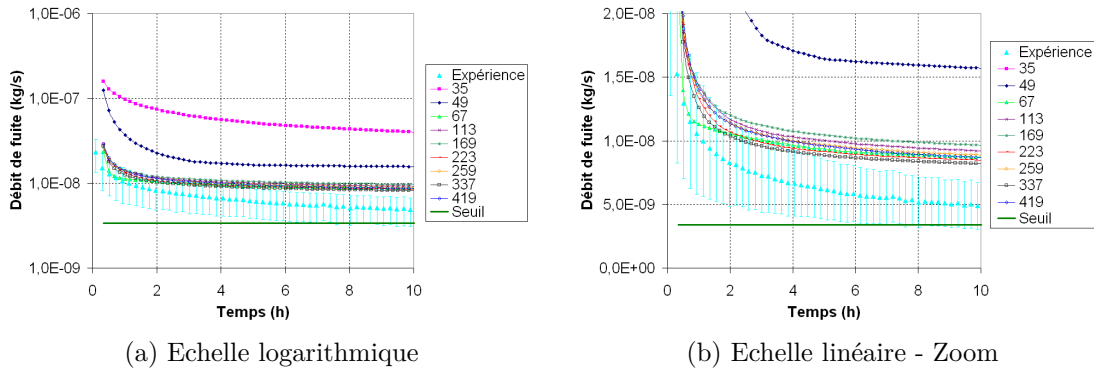 1,0E-06
1,0E-07
1,0E-08
1,0E-09
Débit de fuite (kg/s)
0 2 4 6 8 10
Temps (h)
Expérience
35
49
67
113
169
223
259
337
419
Seuil
(a) Echelle logarithmique
2,0E-08
1,5E-08
1,0E-08
5,0E-09
0,0E+00
Débit de fuite (kg/s)
0 2 4 6 8 10
Temps (h)
Expérience
35
49
67
113
169
223
259
337
419
Seuil
(b) Echelle linéaire - Zoom